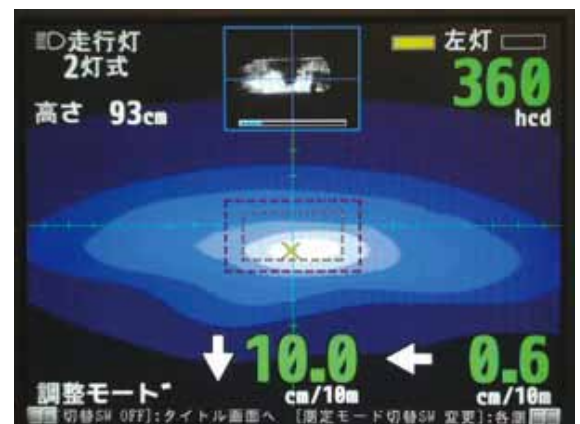 走行灯
2灯式
高さ 93cm
左灯
360
hcd
↓ 10.0 ← 0.6
cm/10m cm/10m
調整モード
切替SW OFF]:タイトル画面へ [測定モード切替SW 変更]:各測